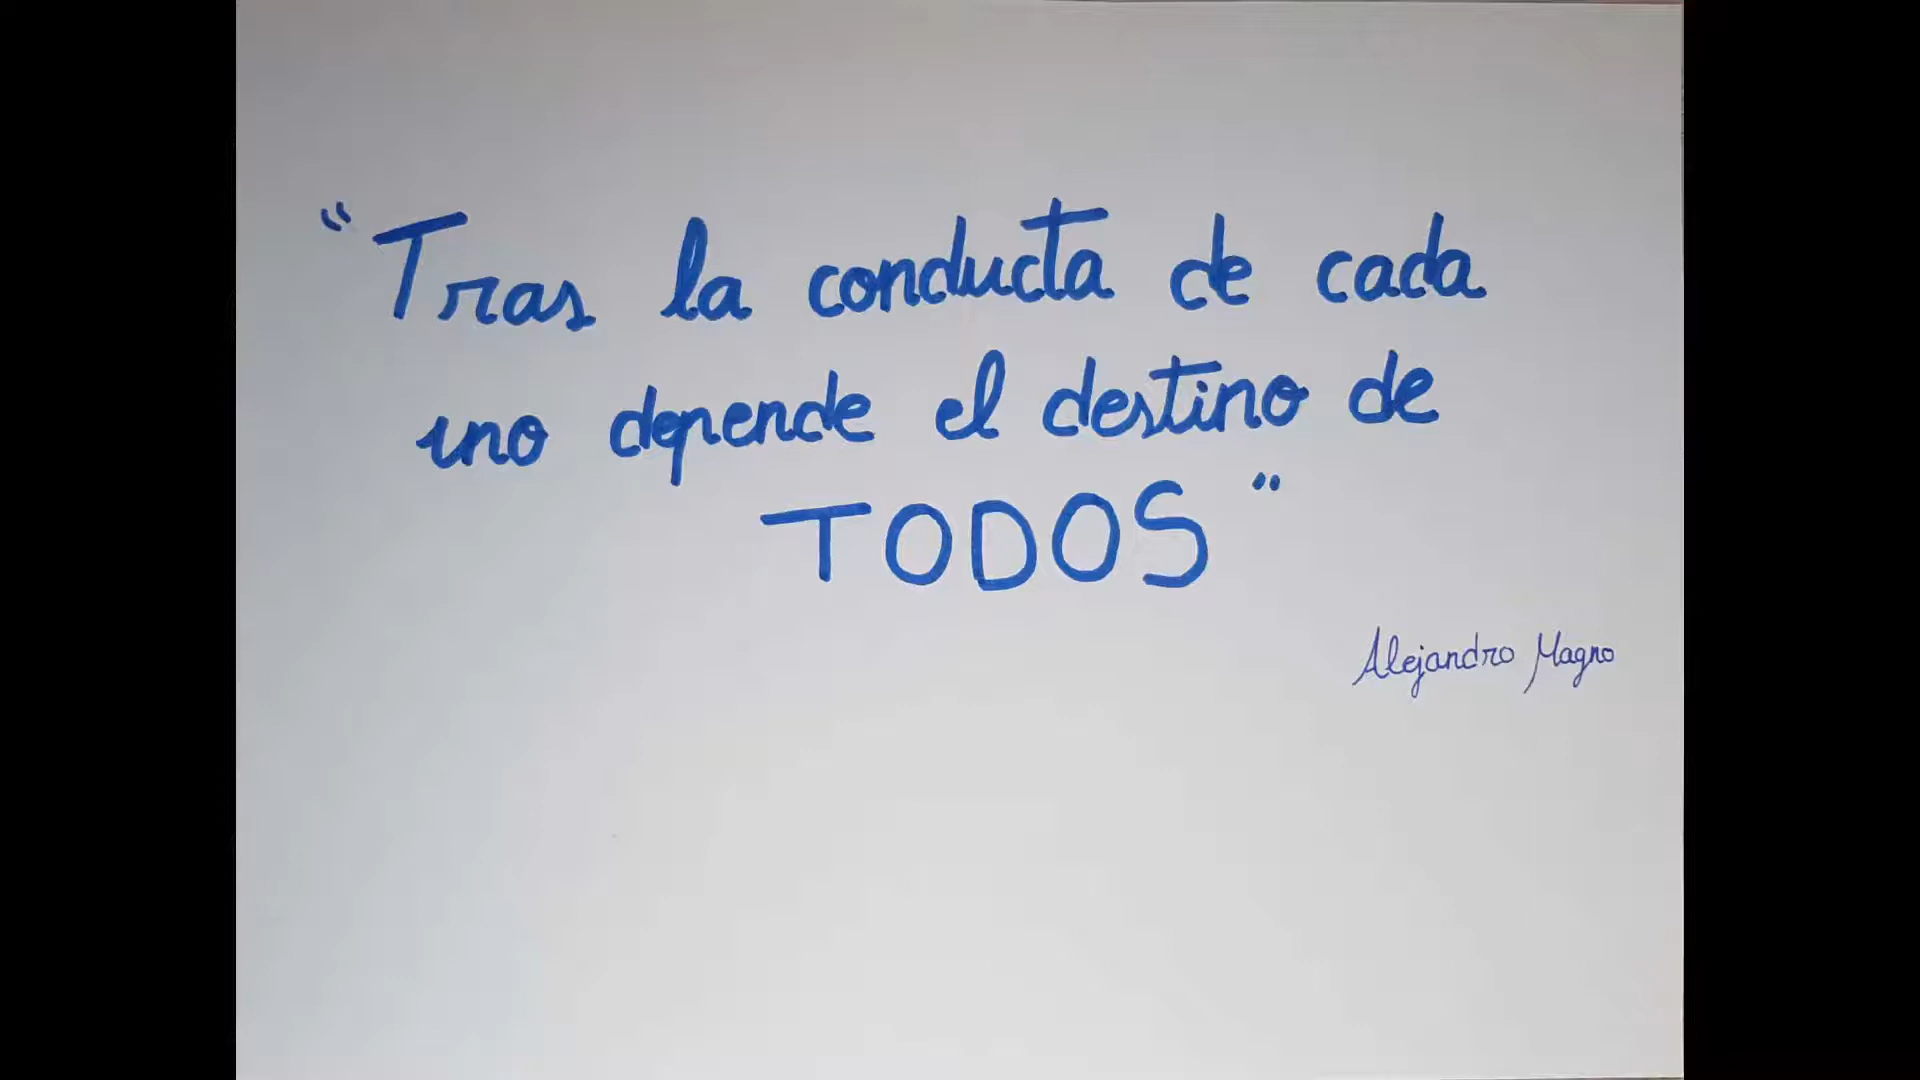 “Tras la conducta de cada
uno depende el destino de
TODOS”
Alejandro Magno